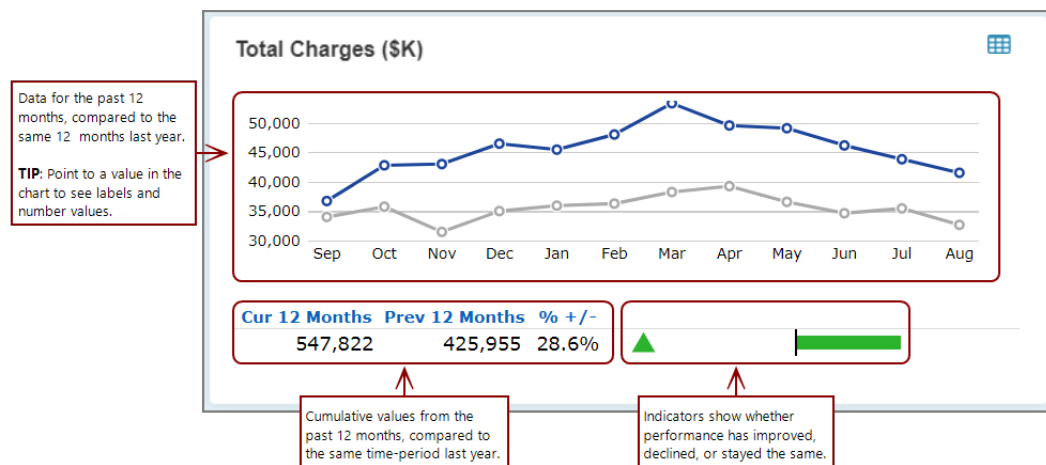 Total Charges ($K)
Data for the past 12
months, compared to the
same 12 months last year.
TIP: Point to a value in the
chart to see labels and
number values.
50,000
45,000
40,000
35,000
30,000
Sep Oct Nov Dec Jan Feb Mar Apr May Jun Jul Aug
Cur 12 Months Prev 12 Months % +/-
547,822 425,955 28.6%
Cumulative values from the
past 12 months, compared to
the same time-period last year.
Indicators show whether
performance has improved,
declined, or stayed the same.